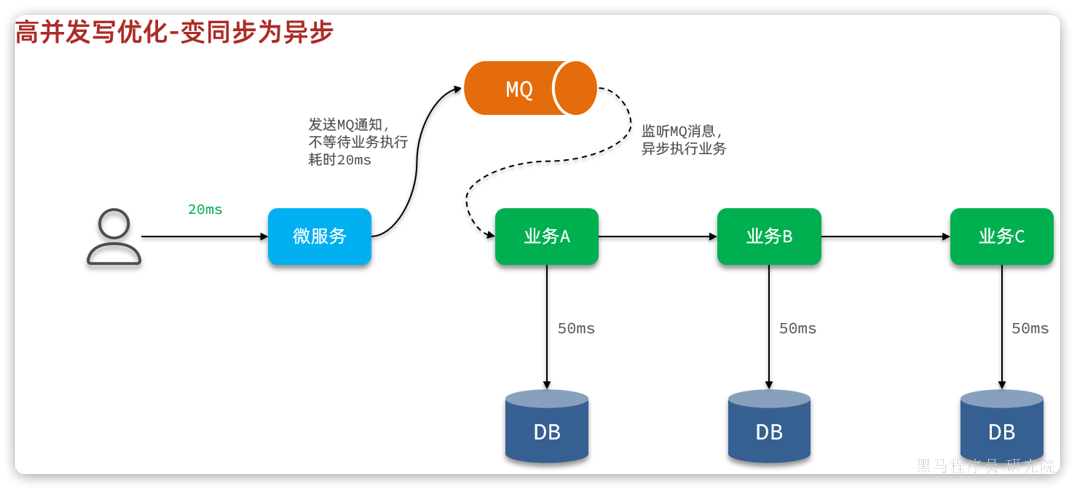 高并发写优化-变同步为异步
MQ
发送MQ通知,
不等待业务执行
耗时20ms
监听MQ消息,
异步执行业务
20ms
微服务
业务A
业务B
业务C
50ms
50ms
50ms
DB
DB
DB
黑马程序员-研究院